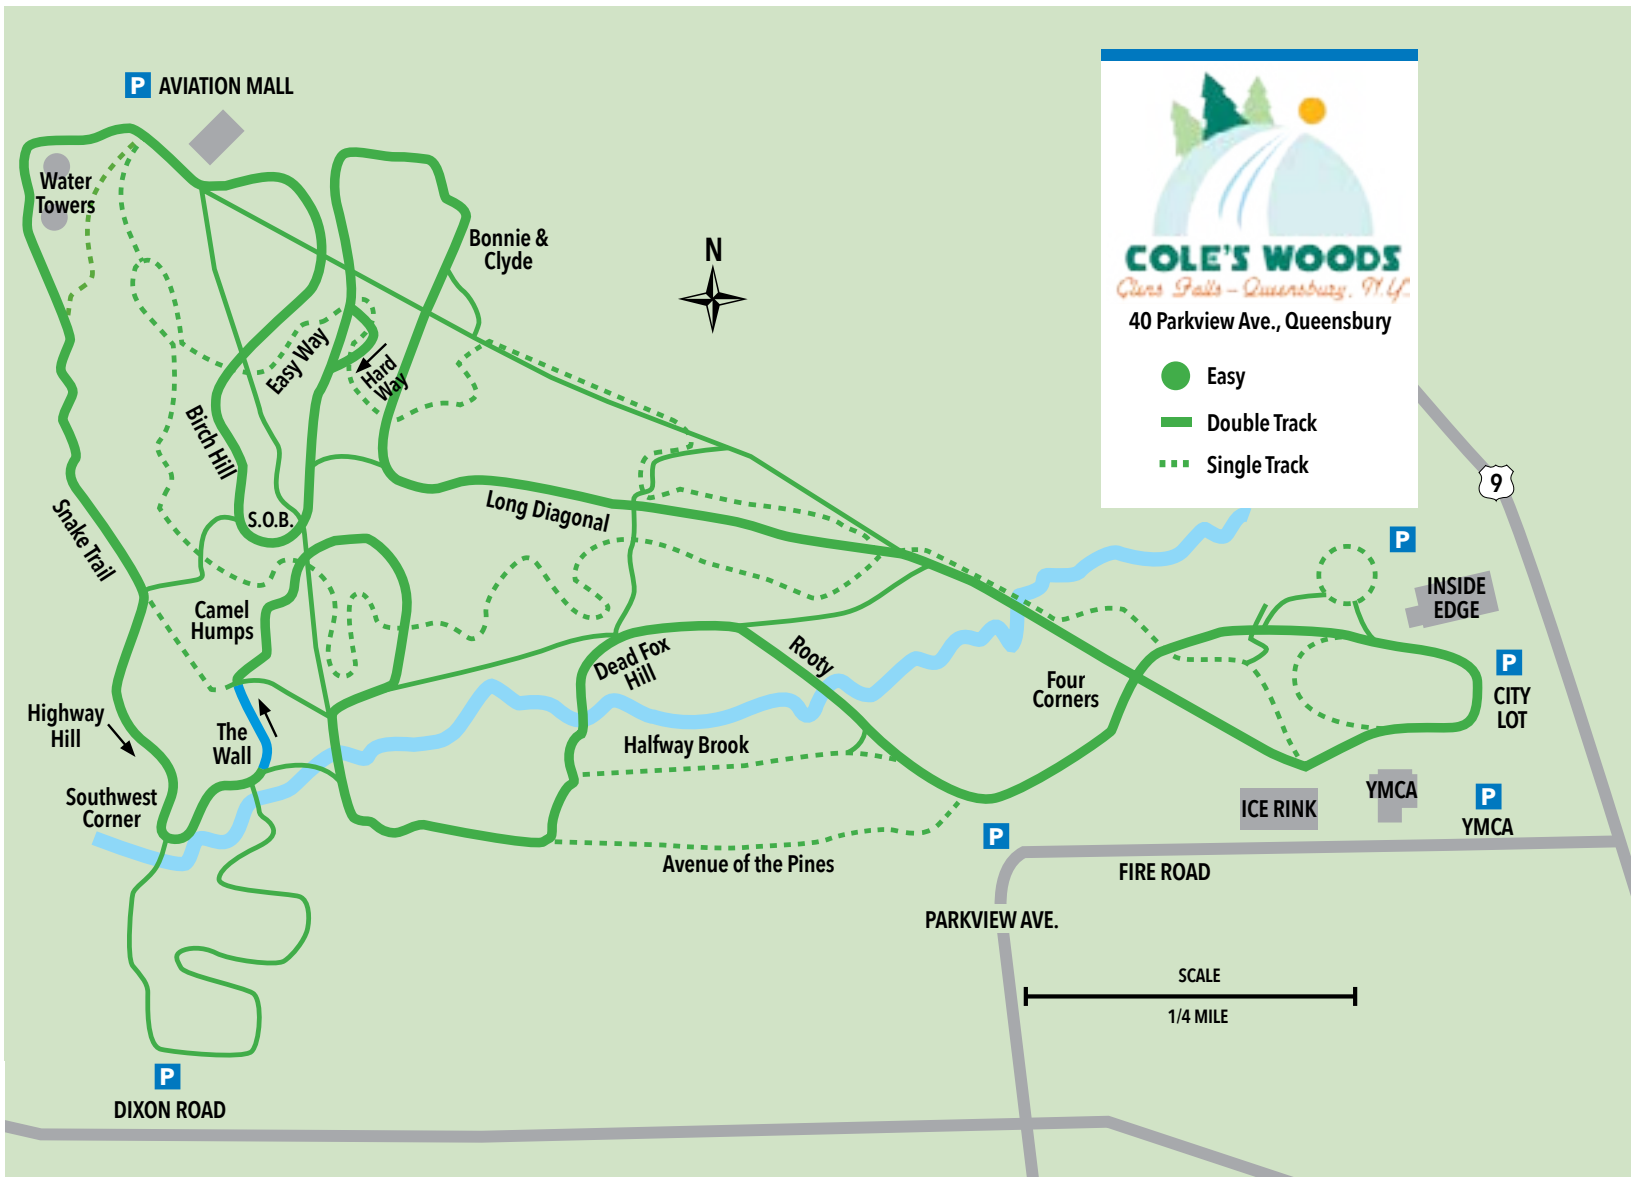 P AVIATION MALL
Water
Towers
Bonnie &
Clyde
N
COLE'S WOODS
Glens Falls – Queensbury, N.Y.
40 Parkview Ave., Queensbury
Easy
Double Track
Single Track
9
Easy Way
Hard
Way
Birch Hill
S.O.B.
Long Diagonal
Snake Trail
P
INSIDE
EDGE
Camel
Humps
Dead Fox
Hill
Rooty
Four
Corners
P
CITY
LOT
Highway
Hill
The
Wall
Halfway Brook
Southwest
Corner
ICE RINK
YMCA
P
YMCA
P
Avenue of the Pines
FIRE ROAD
PARKVIEW AVE.
SCALE
1/4 MILE
P
DIXON ROAD